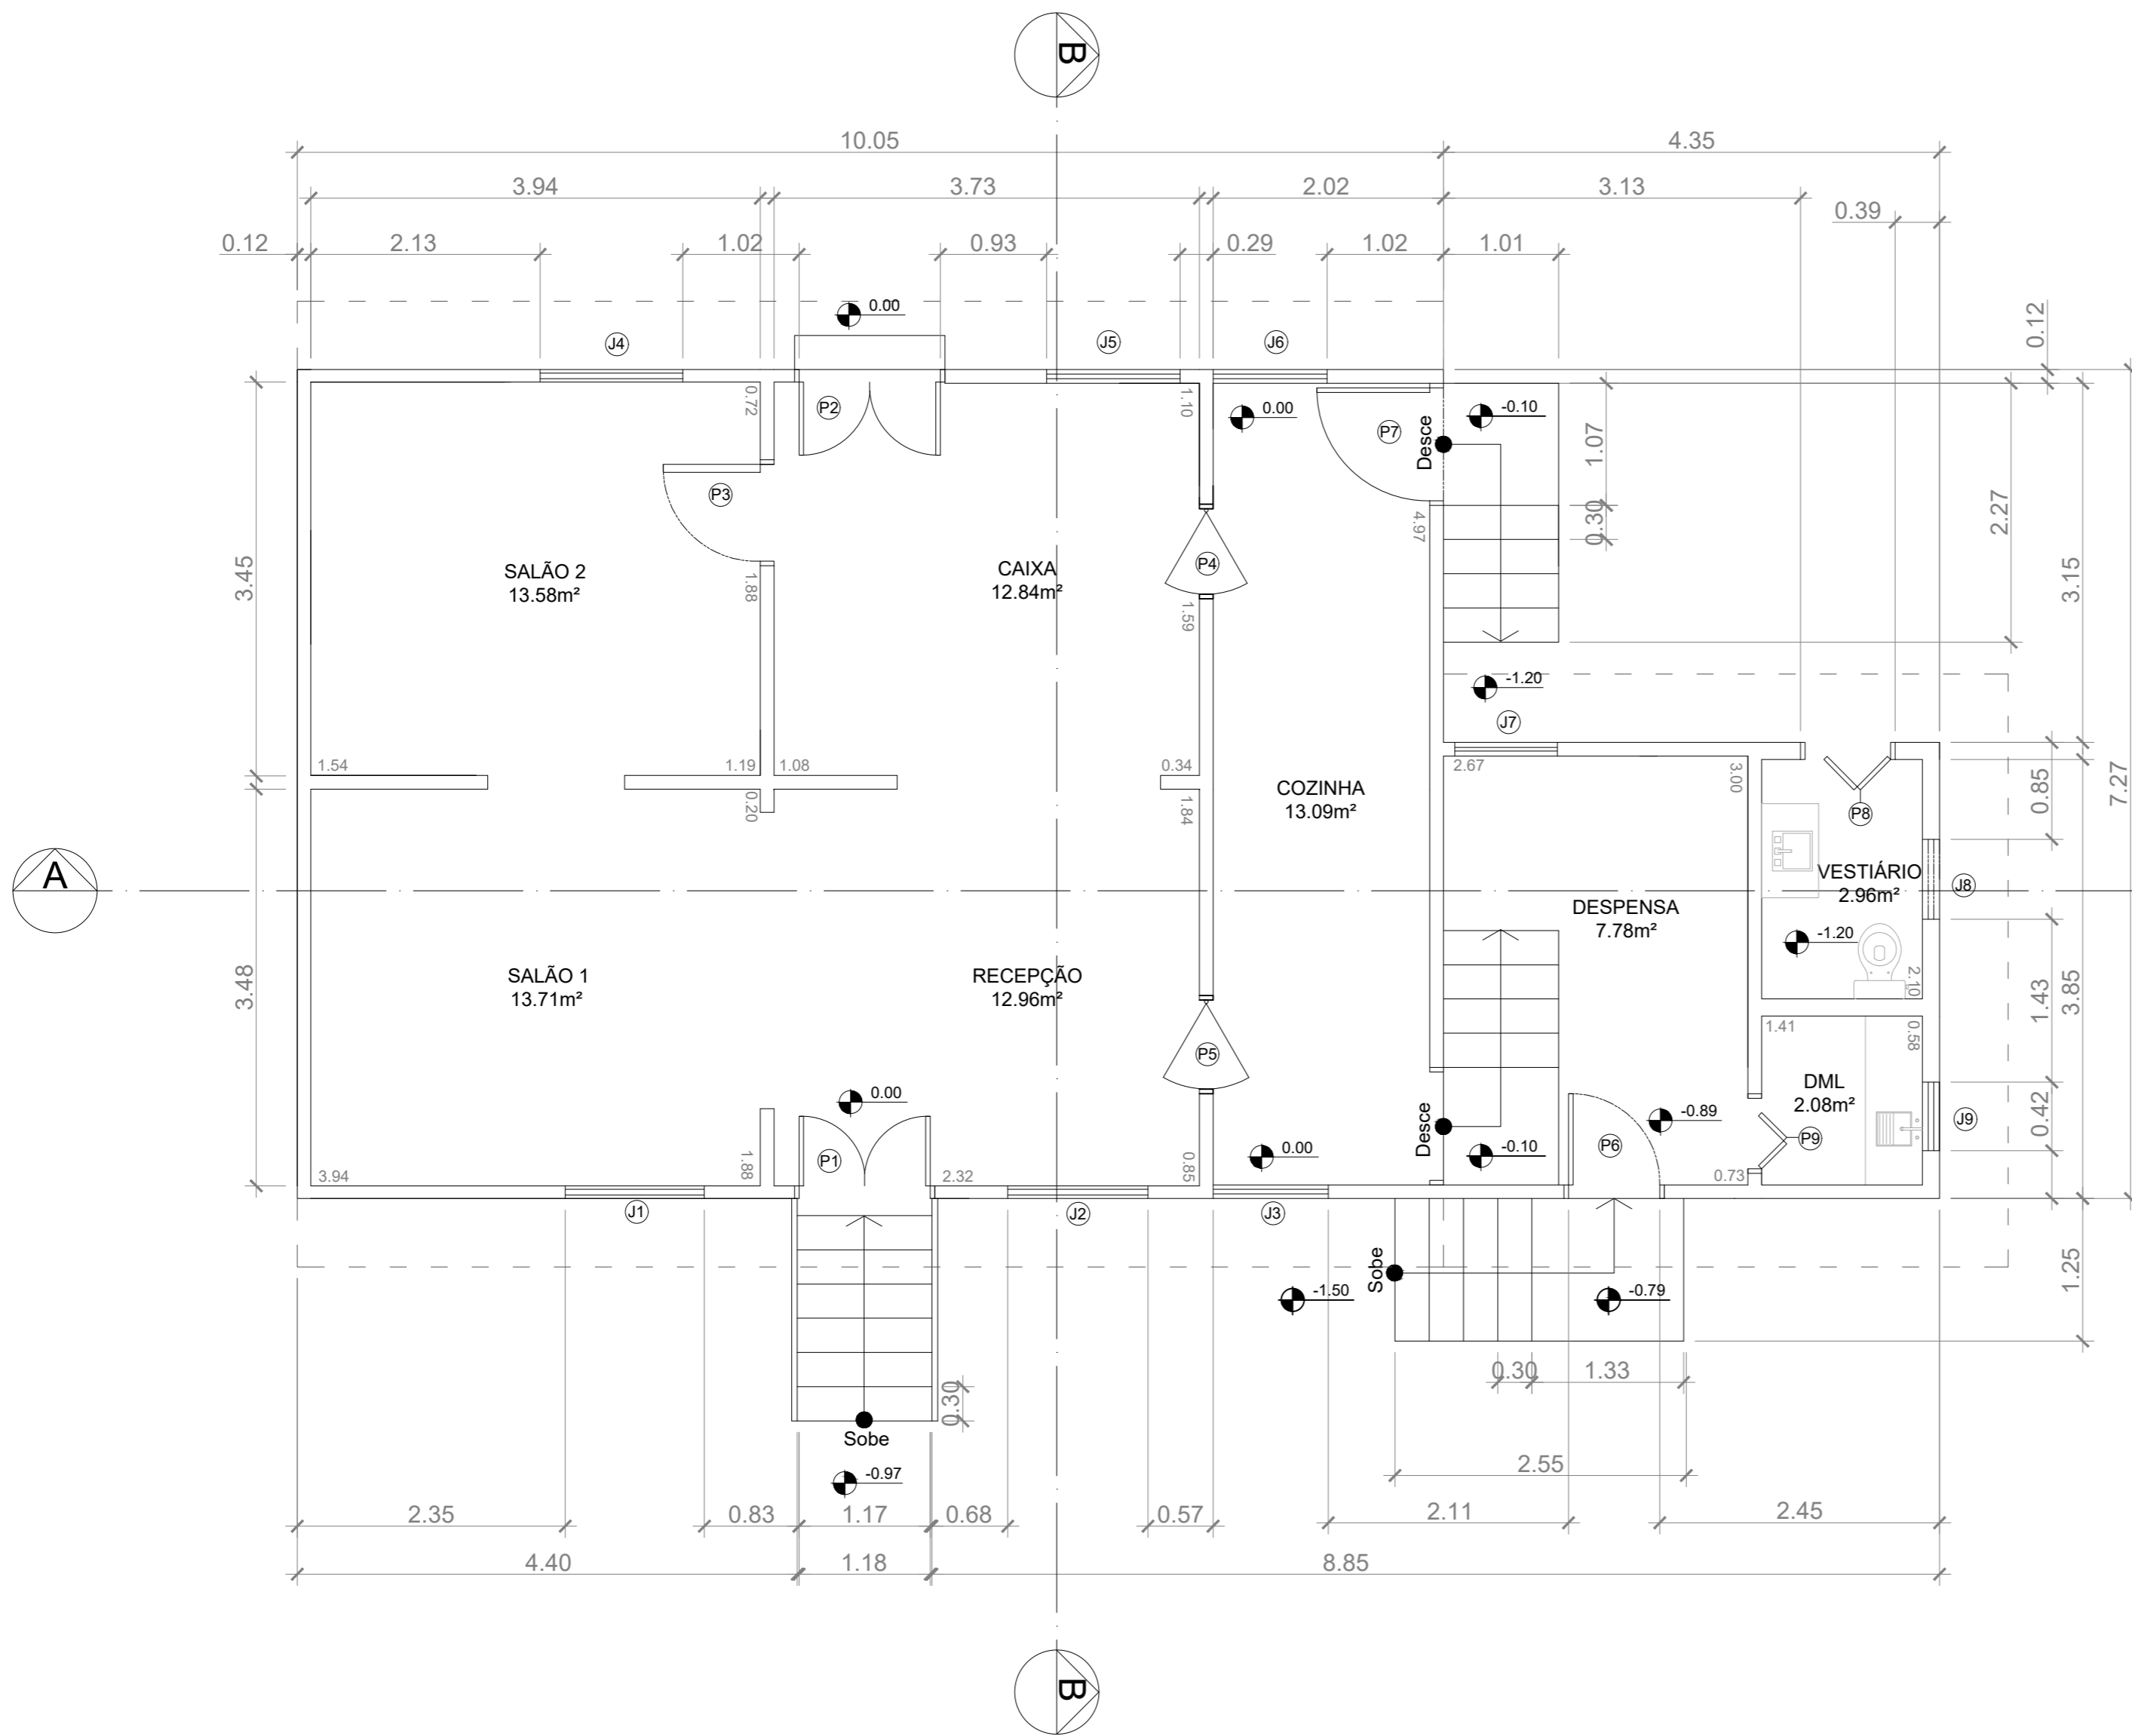 B
10.05
4.35
3.94
3.73
2.02
3.13
0.39
0.12
2.13
1.02
0.93
0.29
1.02
1.01
0.12
0.00
J4
J5
J6
P2
0.72
1.10
0.00
P7
Desce
-0.10
1.07
P3
4.97
0.30
2.27
3.45
SALÃO 2
13.58m²
1.88
CAIXA
12.84m²
P4
1.59
3.15
-1.20
J7
1.54
1.19
1.08
0.34
2.67
3.00
0.20
1.84
COZINHA
13.09m²
0.85
7.27
P8
A
VESTIÁRIO
2.96m²
J8
DESPENSA
7.78m²
-1.20
2.10
3.48
SALÃO 1
13.71m²
RECEPÇÃO
12.96m²
1.43
3.85
1.41
0.58
P5
DML
2.08m²
0.00
Desce
-0.89
0.42
J9
P1
0.00
-0.10
P6
P9
3.94
1.88
2.32
0.85
0.73
J1
J2
J3
Sobe
-1.50
-0.79
1.25
0.30
0.30
1.33
Sobe
-0.97
2.55
2.35
0.83
1.17
0.68
0.57
2.11
2.45
4.40
1.18
8.85
B